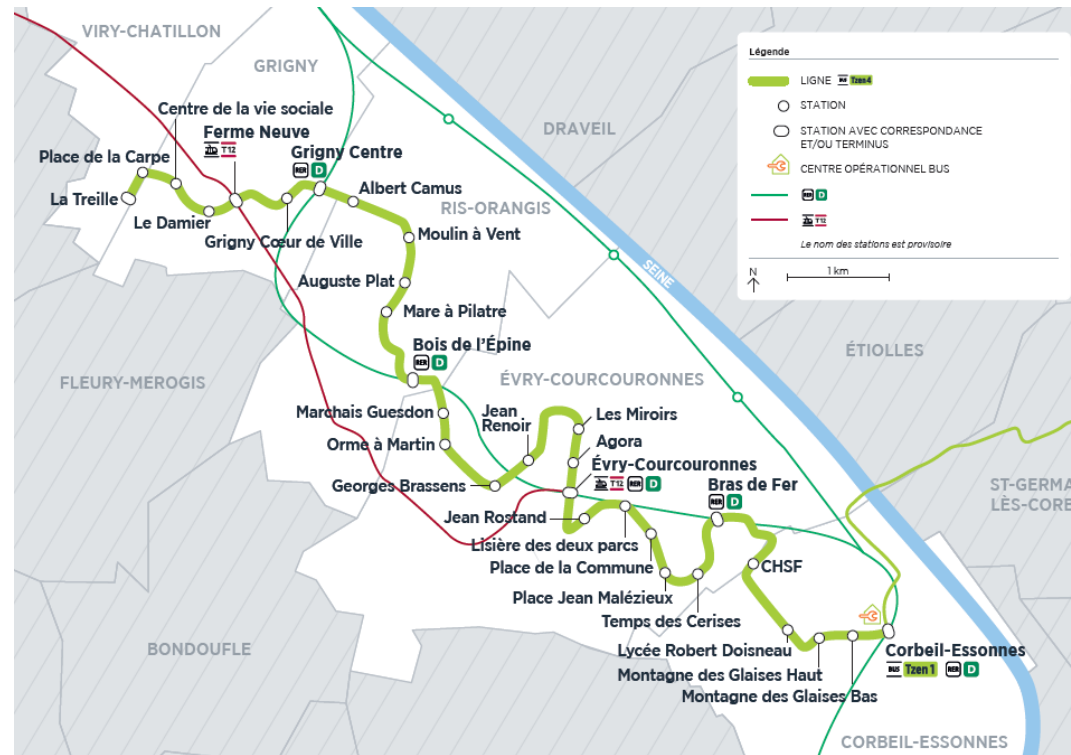 VIRY-CHATILLON
GRIGNY
Centre de la vie sociale
Ferme Neuve
T12
Place de la Carpe
Grigny Centre
RER D
La Treille
Albert Camus
Le Damier
RIS-ORANGIS
Grigny Cœur de Ville
Moulin à Vent
DRAVEIL
Auguste Plat
SEINE
Mare à Pilatre
Bois de l'Épine
RER D
ÉTIOLLES
FLEURY-MEROGIS
ÉVRY-COURCOURONNES
Marchais Guesdon
Jean
Renoir
Les Miroirs
Orme à Martin
Agora
Georges Brassens
Évry-Courcouronnes
T12 RER D
Bras de Fer
RER D
ST-GERMA
LÈS-CORB
Jean Rostand
Lisière des deux parcs
Place de la Commune
CHSF
Place Jean Malézieux
Temps des Cerises
Lycée Robert Doisneau
Corbeil-Essonnes
BUS Tzen 1 RER D
Montagne des Glaises Haut
Montagne des Glaises Bas
BONDOUFLE
CORBEIL-ESSONNES
Légende
LIGNE BUS Tzen 4
STATION
STATION AVEC CORRESPONDANCE
ET/OU TERMINUS
CENTRE OPÉRATIONNEL BUS
RER D
T12
Le nom des stations est provisoire
N
1 km